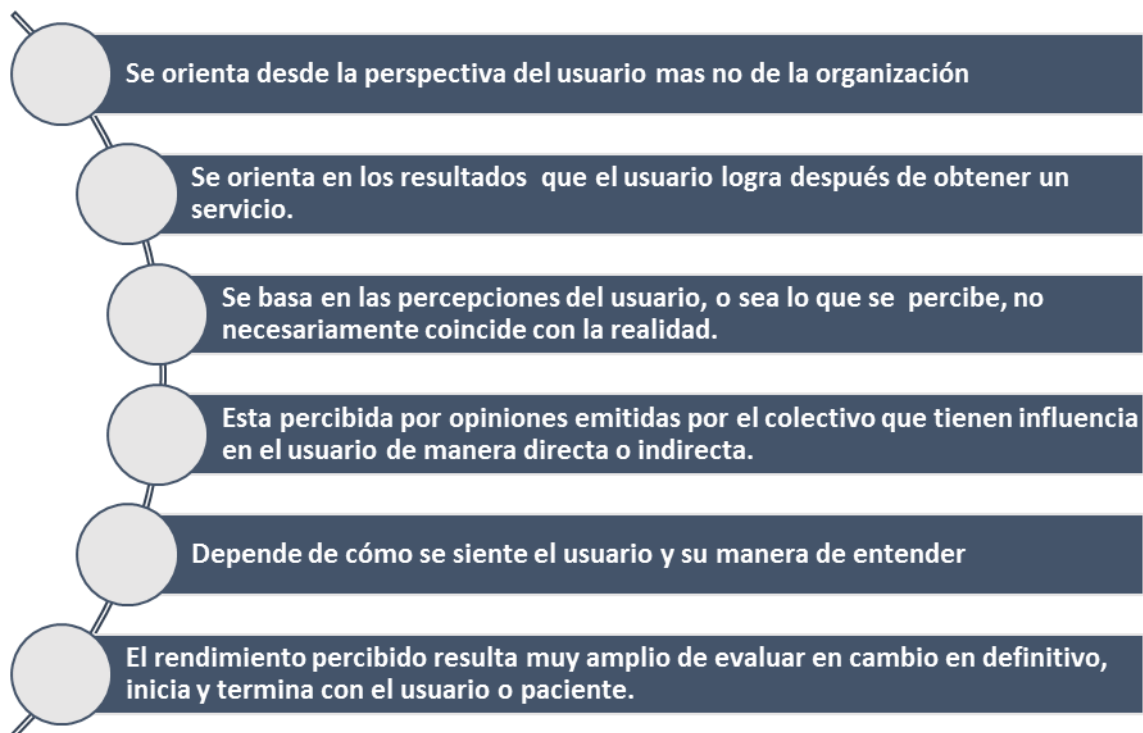 Se orienta desde la perspectiva del usuario mas no de la organización
Se orienta en los resultados que el usuario logra después de obtener un
servicio.
Se basa en las percepciones del usuario, o sea lo que se percibe, no
necesariamente coincide con la realidad.
Esta percibida por opiniones emitidas por el colectivo que tienen influencia
en el usuario de manera directa o indirecta.
Depende de cómo se siente el usuario y su manera de entender
El rendimiento percibido resulta muy amplio de evaluar en cambio en definitivo,
inicia y termina con el usuario o paciente.